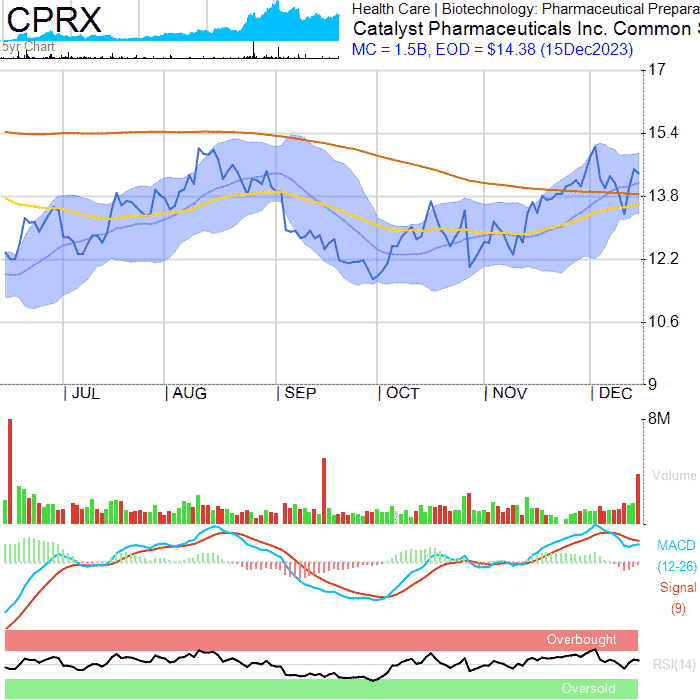 CPRX
5yr Chart
Health Care | Biotechnology: Pharmaceutical Prepara
Catalyst Pharmaceuticals Inc. Common S
MC = 1.5B, EOD = $14.38 (15Dec2023)
17
15.4
13.8
12.2
10.6
9
JUL
AUG
SEP
OCT
NOV
DEC
8M
Volume
MACD
(12-26)
Signal
(9)
Overbought
RSI(14)
Oversold